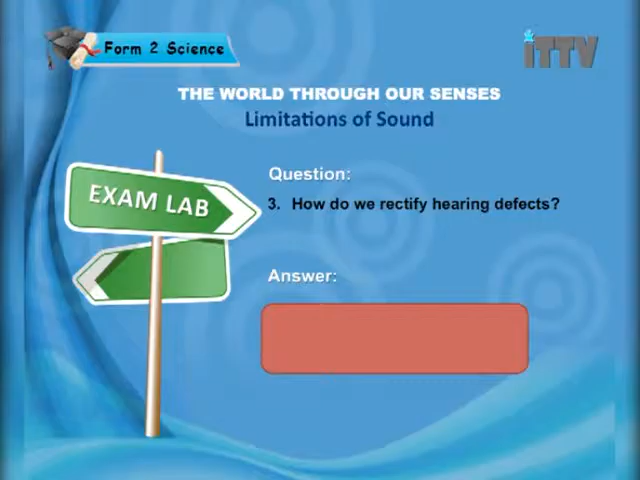 Form 2 Science
iTTV
THE WORLD THROUGH OUR SENSES
Limitations of Sound
Question:
EXAM LAB
3. How do we rectify hearing defects?
Answer: